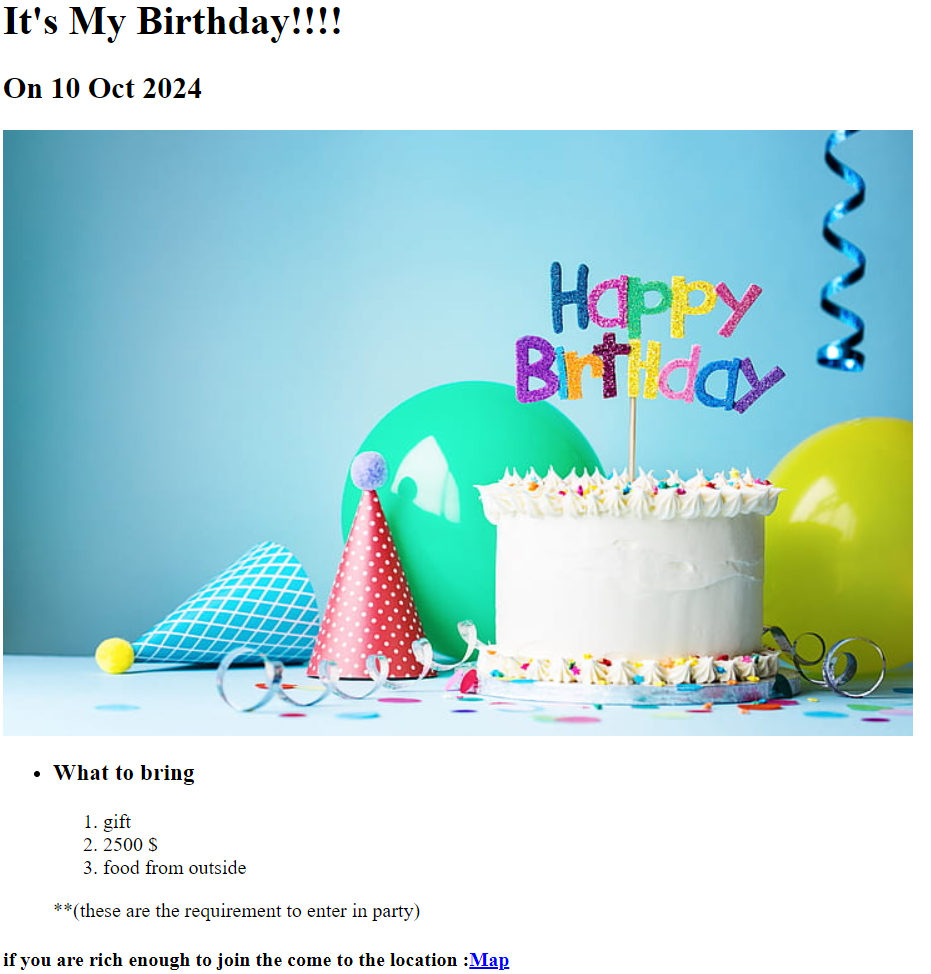 It's My Birthday!!!!
On 10 Oct 2024
Happy
BirtHday
What to bring
1. gift
2. 2500 $
3. food from outside
**(these are the requirement to enter in party)
if you are rich enough to join the come to the location :Map